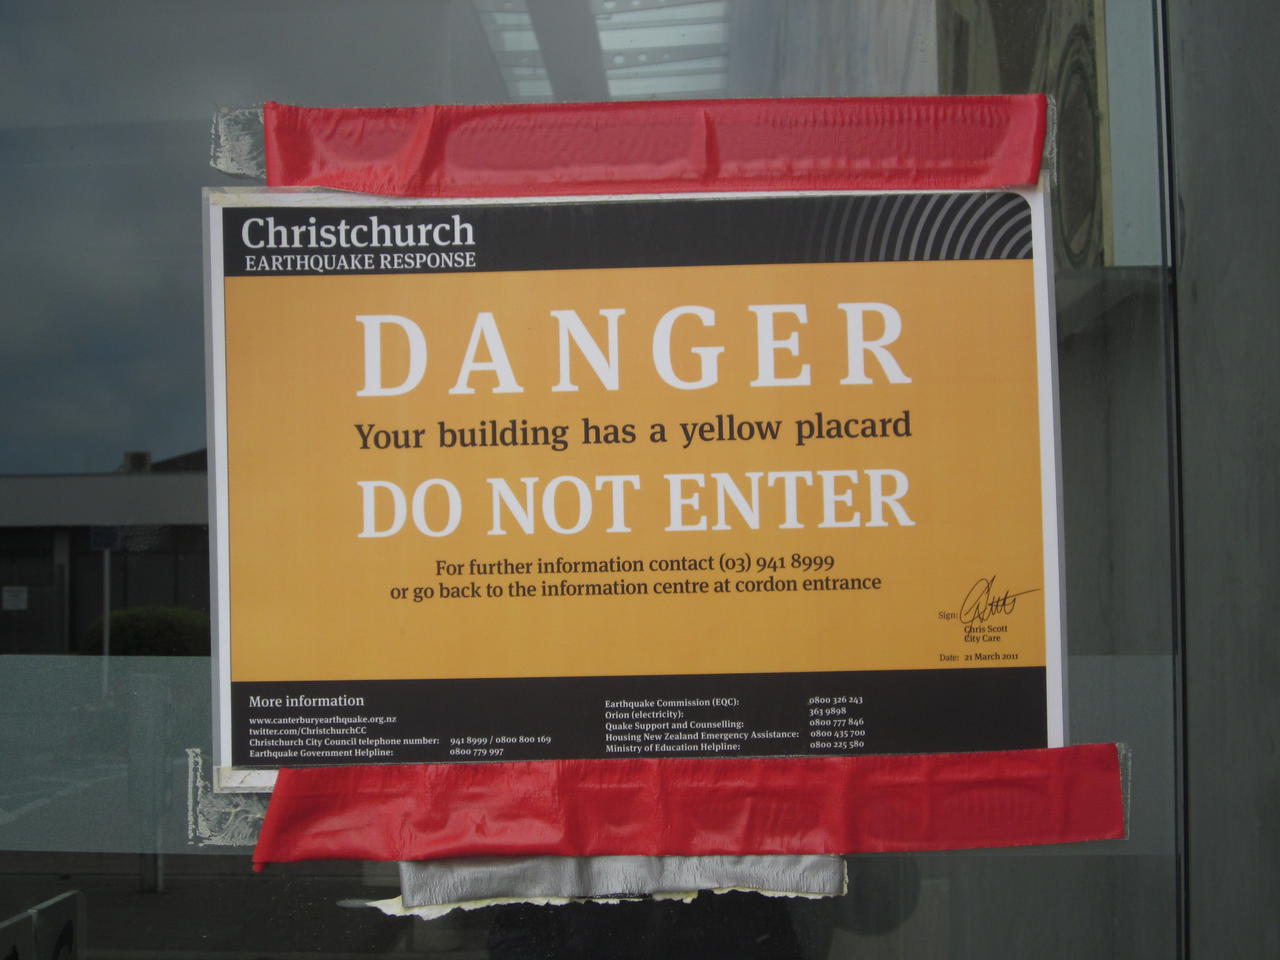 Christchurch
EARTHQUAKE RESPONSE
DANGER
Your building has a yellow placard
DO NOT ENTER
For further information contact (03) 941 8999
or go back to the information centre at cordon entrance
Sign:
Chris Scott
City Care
Date: 21 March 2011
More information
www.canterburyearthquake.org.nz
twitter.com/ChristchurchCC
Christchurch City Council telephone number: 941 8999 / 0800 800 169
Earthquake Government Helpline: 0800 779 997
Earthquake Commission (EQC): 0800 326 243
Orion (electricity): 363 9898
Quake Support and Counselling: 0800 777 846
Housing New Zealand Emergency Assistance: 0800 435 700
Ministry of Education Helpline: 0800 225 580